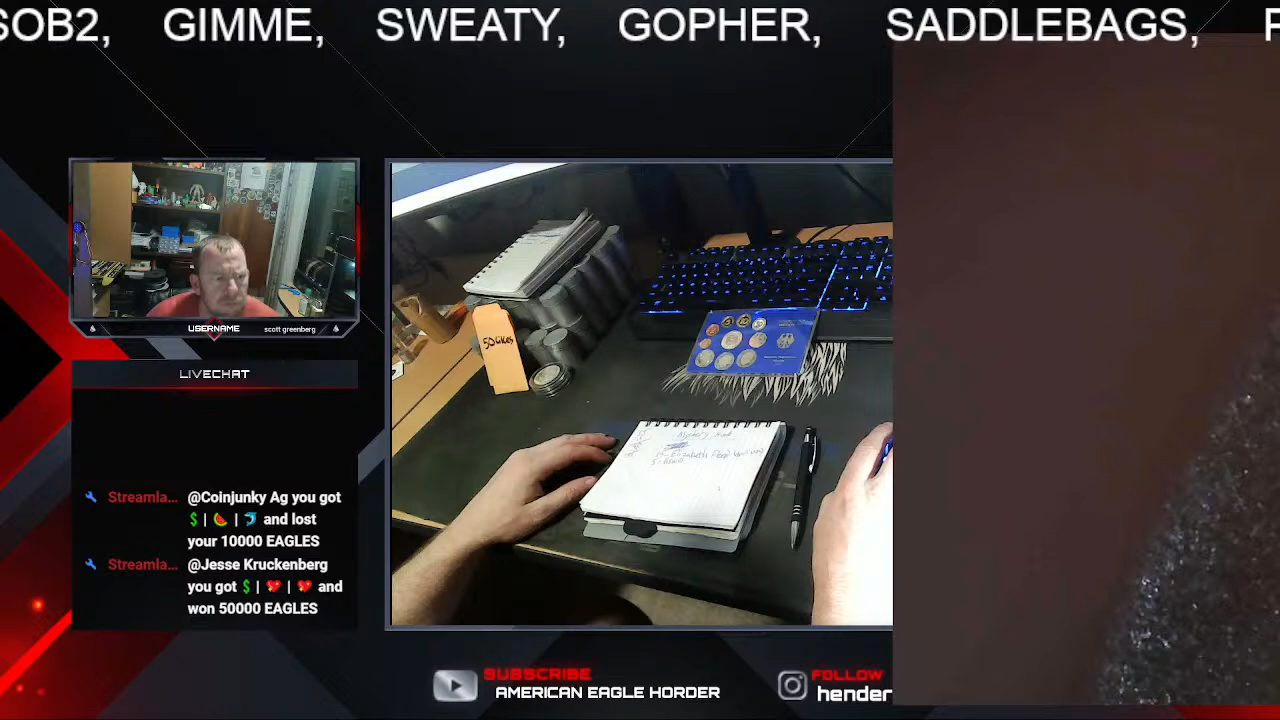 SOB2, GIMME, SWEATY, GOPHER, SADDLEBAGS,
USERNAME
scott greenberg
LIVECHAT
50 Likes
Streamla... @Coinjunky Ag you got
💲 | 🍉 | 🐬 and lost
your 10000 EAGLES
Streamla... @Jesse Kruckenberg
you got 💲 | 💘 | 💘 and
won 50000 EAGLES
SUBSCRIBE
AMERICAN EAGLE HORDER
FOLLOW
hender